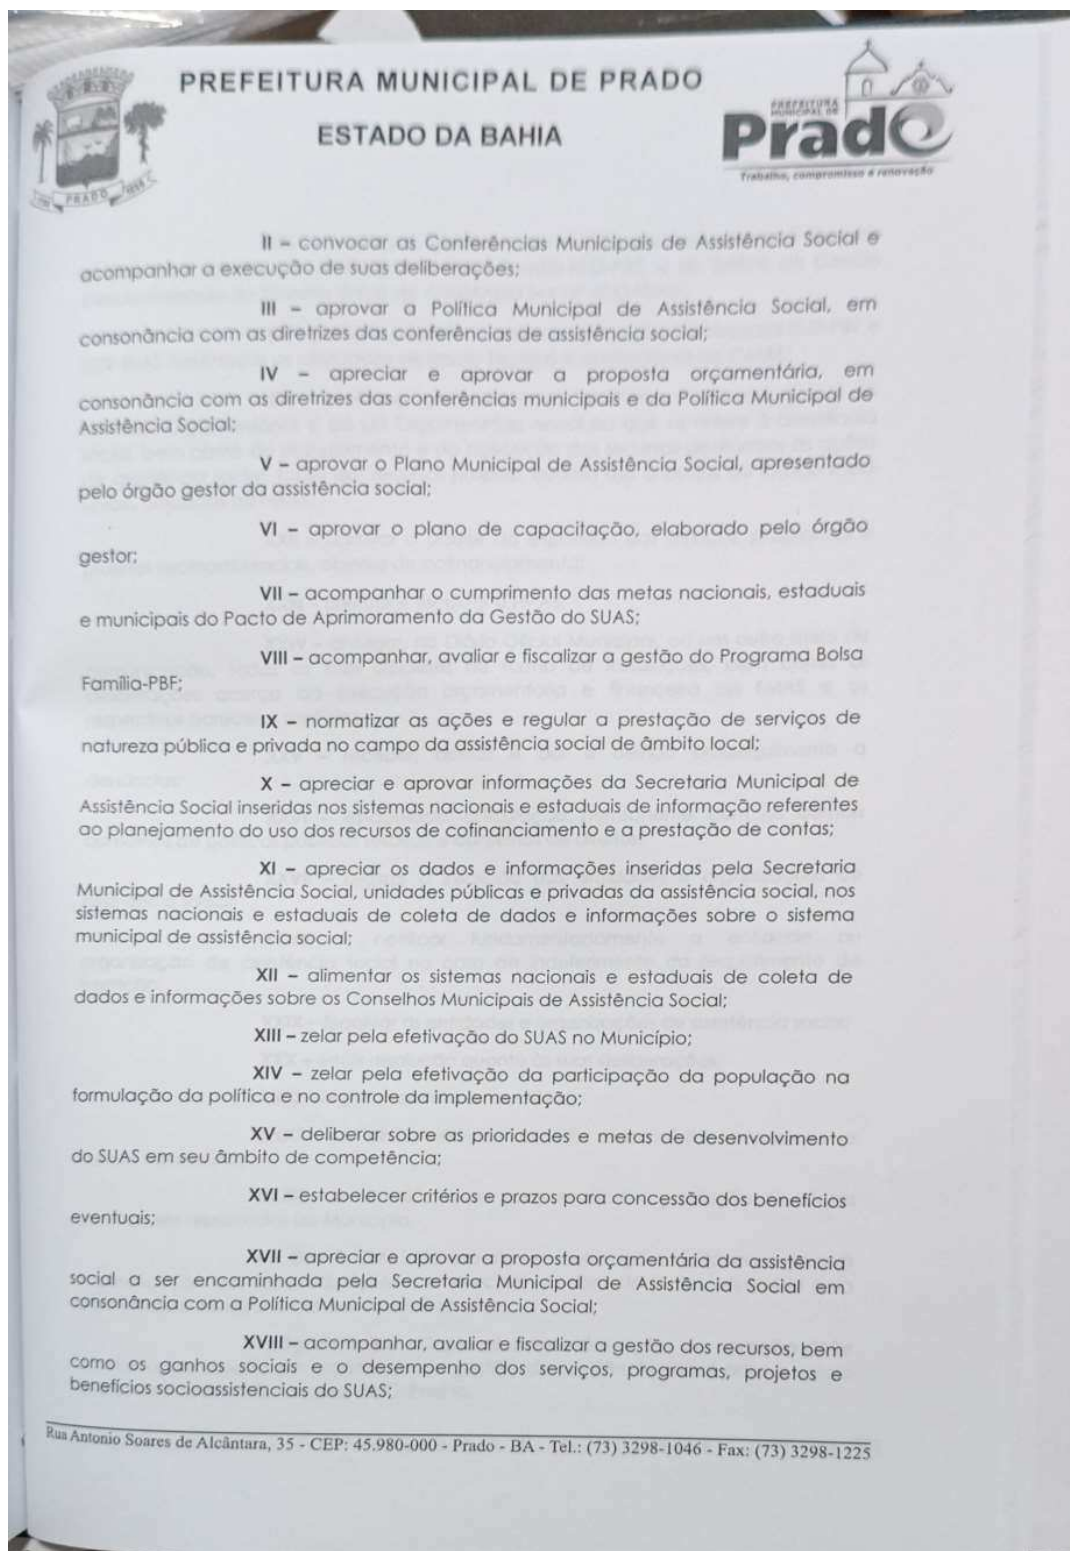 PREFEITURA MUNICIPAL DE PRADO
ESTADO DA BAHIA
PRADO
PREFEITURA
MUNICIPAL DE
Prado
Trabalho, compromisso e renovação
II – convocar as Conferências Municipais de Assistência Social e
acompanhar a execução de suas deliberações;
III – aprovar a Política Municipal de Assistência Social, em
consonância com as diretrizes das conferências de assistência social;
IV – apreciar e aprovar a proposta orçamentária, em
consonância com as diretrizes das conferências municipais e da Política Municipal de
Assistência Social;
V – aprovar o Plano Municipal de Assistência Social, apresentado
pelo órgão gestor da assistência social;
VI – aprovar o plano de capacitação, elaborado pelo órgão
gestor;
VII – acompanhar o cumprimento das metas nacionais, estaduais
e municipais do Pacto de Aprimoramento da Gestão do SUAS;
VIII – acompanhar, avaliar e fiscalizar a gestão do Programa Bolsa
Família-PBF;
IX – normatizar as ações e regular a prestação de serviços de
natureza pública e privada no campo da assistência social de âmbito local;
X – apreciar e aprovar informações da Secretaria Municipal de
Assistência Social inseridas nos sistemas nacionais e estaduais de informação referentes
ao planejamento do uso dos recursos de cofinanciamento e a prestação de contas;
XI – apreciar os dados e informações inseridas pela Secretaria
Municipal de Assistência Social, unidades públicas e privadas da assistência social, nos
sistemas nacionais e estaduais de coleta de dados e informações sobre o sistema
municipal de assistência social;
XII – alimentar os sistemas nacionais e estaduais de coleta de
dados e informações sobre os Conselhos Municipais de Assistência Social;
XIII – zelar pela efetivação do SUAS no Município;
XIV – zelar pela efetivação da participação da população na
formulação da política e no controle da implementação;
XV – deliberar sobre as prioridades e metas de desenvolvimento
do SUAS em seu âmbito de competência;
XVI – estabelecer critérios e prazos para concessão dos benefícios
eventuais;
XVII – apreciar e aprovar a proposta orçamentária da assistência
social a ser encaminhada pela Secretaria Municipal de Assistência Social em
consonância com a Política Municipal de Assistência Social;
XVIII – acompanhar, avaliar e fiscalizar a gestão dos recursos, bem
como os ganhos sociais e o desempenho dos serviços, programas, projetos e
benefícios socioassistenciais do SUAS;
Rua Antonio Soares de Alcântara, 35 - CEP: 45.980-000 - Prado - BA - Tel.: (73) 3298-1046 - Fax: (73) 3298-1225